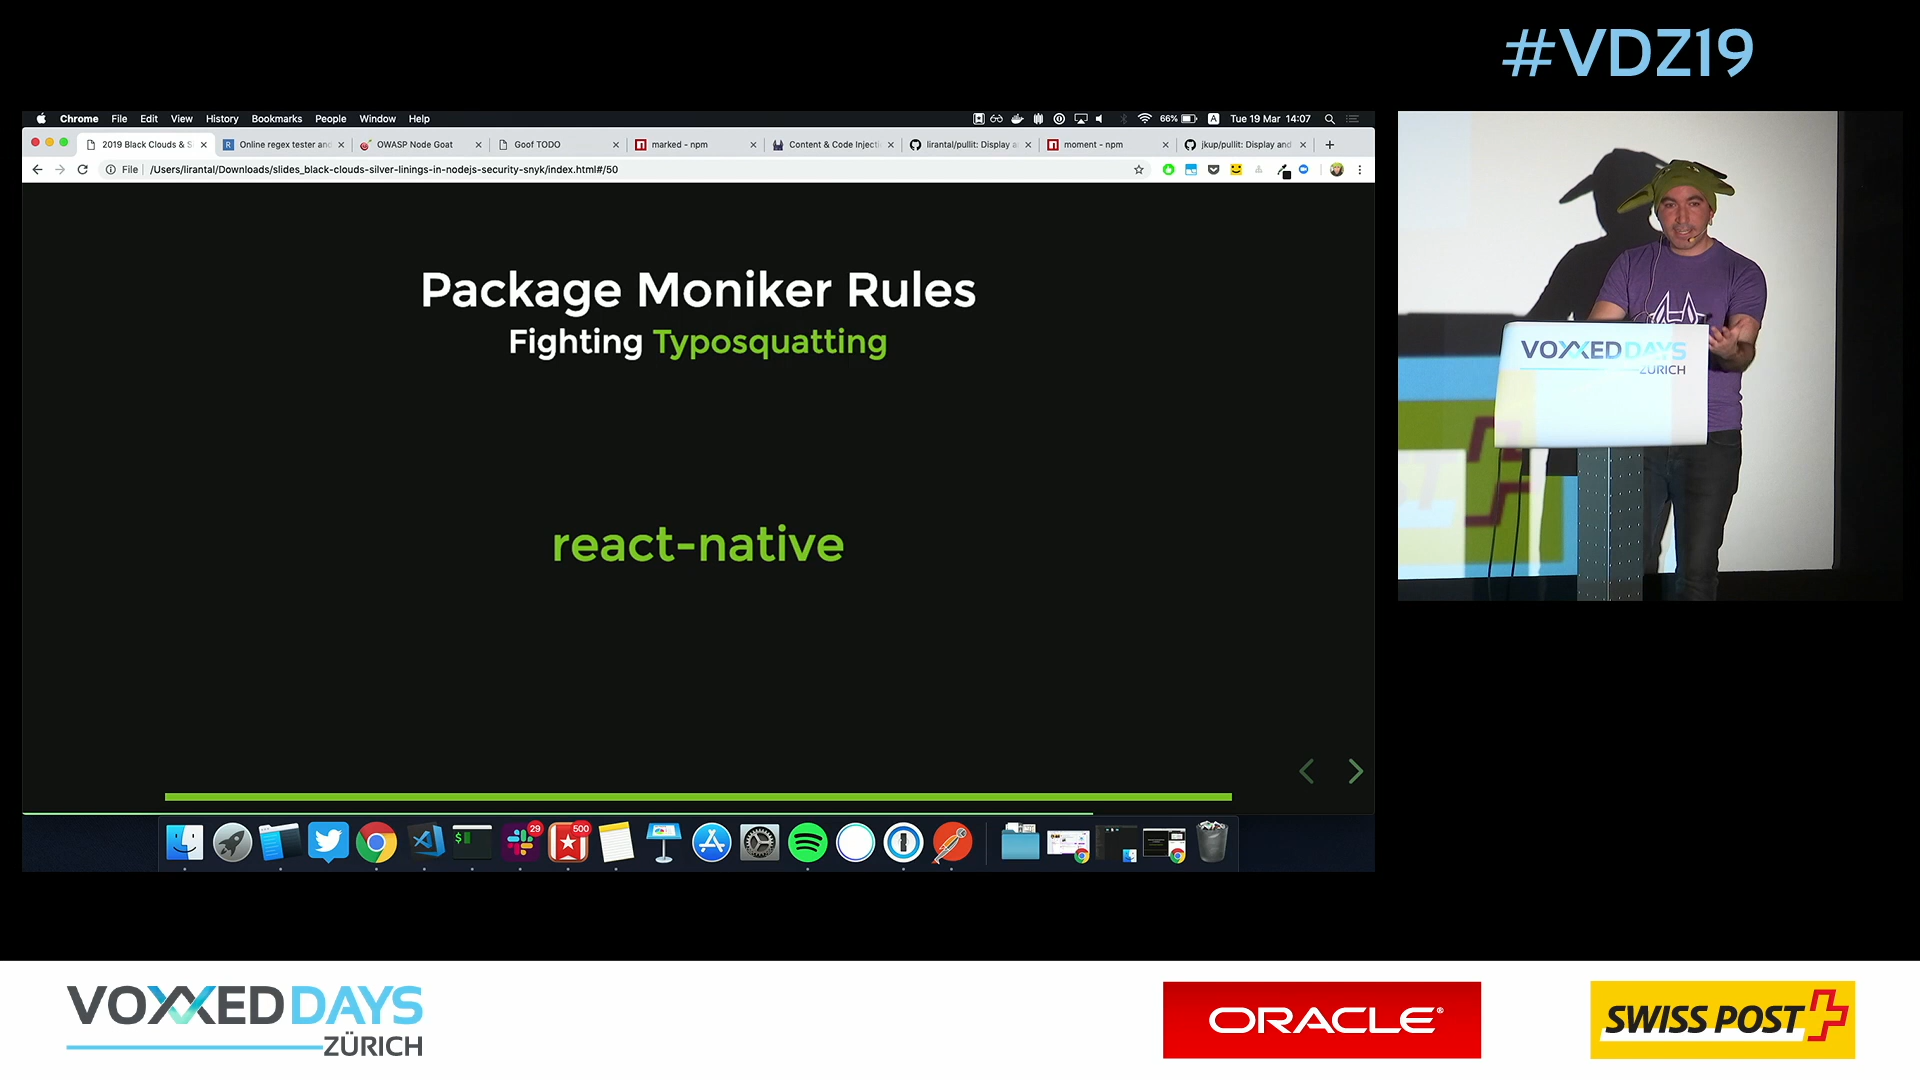 #VDZ19
Chrome File Edit View History Bookmarks People Window Help
66% A Tue 19 Mar 14:07
2019 Black Clouds & S
Online regex tester and
OWASP Node Goat
Goof TODO
marked - npm
Content & Code Injecti
lirantal/pullit: Display a
moment - npm
jkup/pullit: Display and
File /Users/lirantal/Downloads/slides_black-clouds-silver-linings-in-nodejs-security-snyk/index.html#/50
Package Moniker Rules
Fighting Typosquatting
react-native
29
500
VOXXED DAYS
ZÜRICH
VOXXED DAYS
ZÜRICH
ORACLE®
SWISS POST